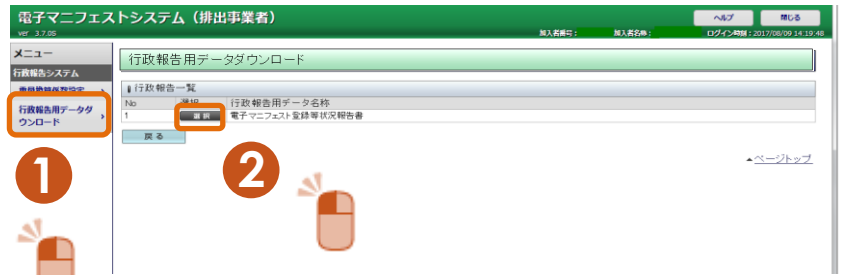 電子マニフェストシステム（排出事業者）
ヘルプ 閉じる
ver 3.7.05 加入者番号： 加入者名称： ログイン時刻：2017/08/09 14:19:48
メニュー
行政報告システム
行政報告用データダ
ウンロード
行政報告用データダウンロード
行政報告一覧
No 選択 行政報告用データ名称
1 選択 電子マニフェスト登録等状況報告書
戻る
▲ページトップ
1
2